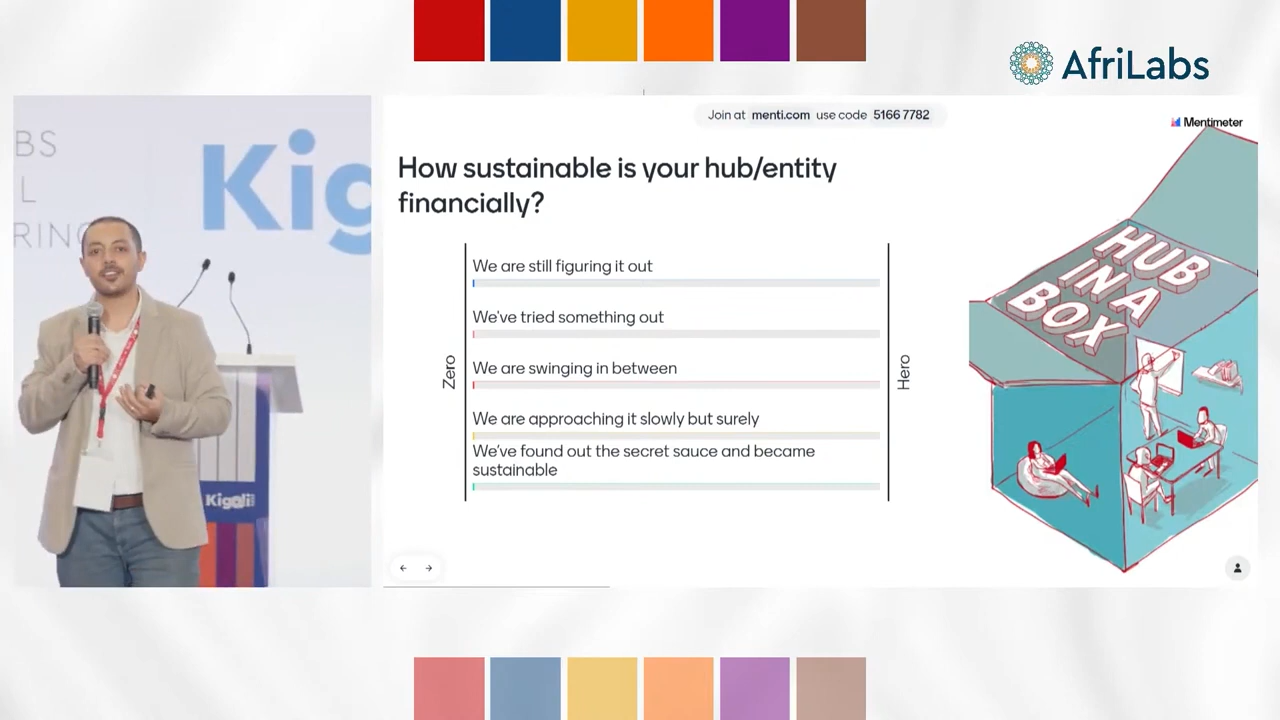 AfriLabs
BS
L
RING
Kig
Kigali
Join at menti.com use code 5166 7782
Mentimeter
How sustainable is your hub/entity
financially?
Zero
We are still figuring it out
We've tried something out
We are swinging in between
We are approaching it slowly but surely
We've found out the secret sauce and became
sustainable
Hero
HUB
IN A
BOX